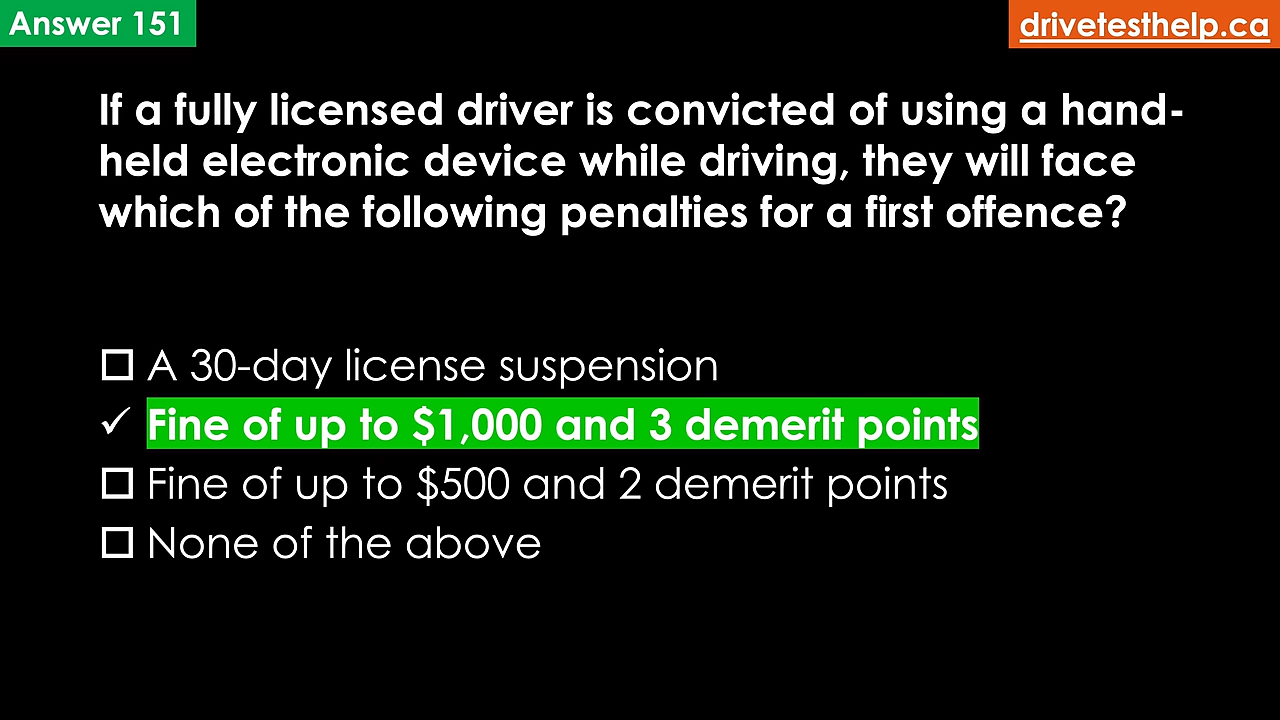 Answer 151
drivetesthelp.ca
If a fully licensed driver is convicted of using a hand-
held electronic device while driving, they will face
which of the following penalties for a first offence?
A 30-day license suspension
Fine of up to $1,000 and 3 demerit points
Fine of up to $500 and 2 demerit points
None of the above